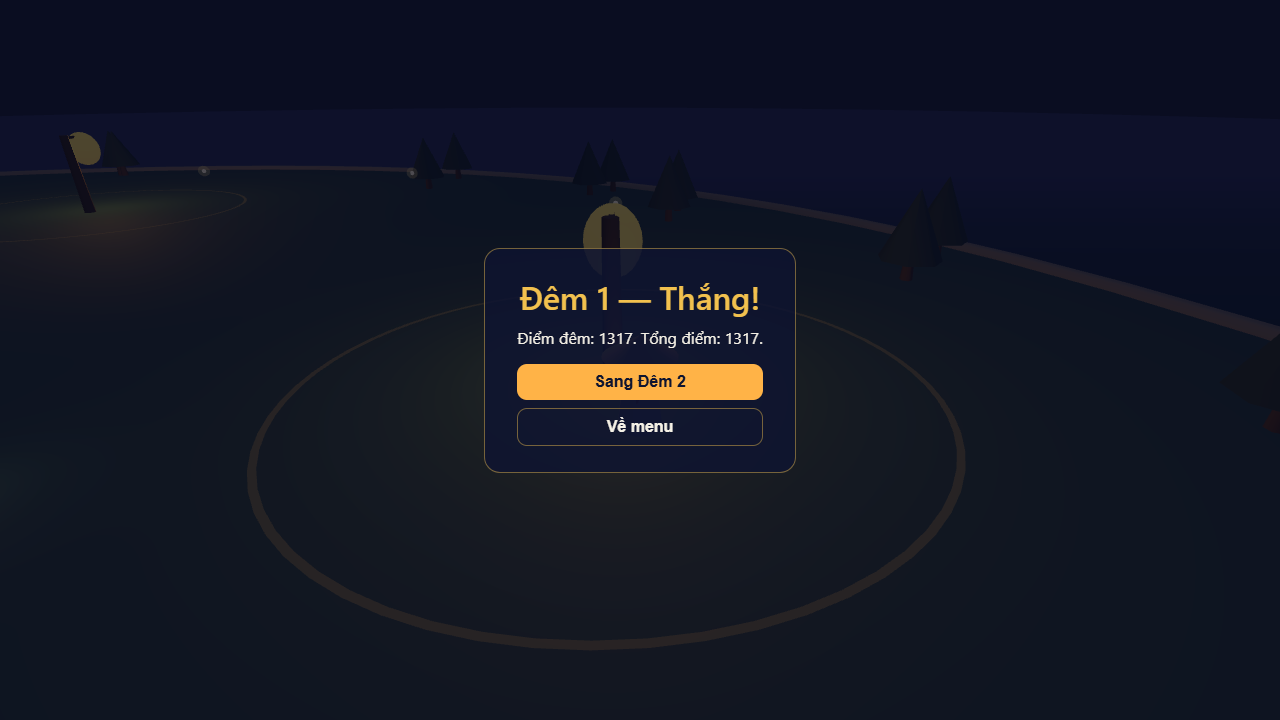 Đêm 1 — Thắng!
Điểm đêm: 1317. Tổng điểm: 1317.
Sang Đêm 2
Về menu